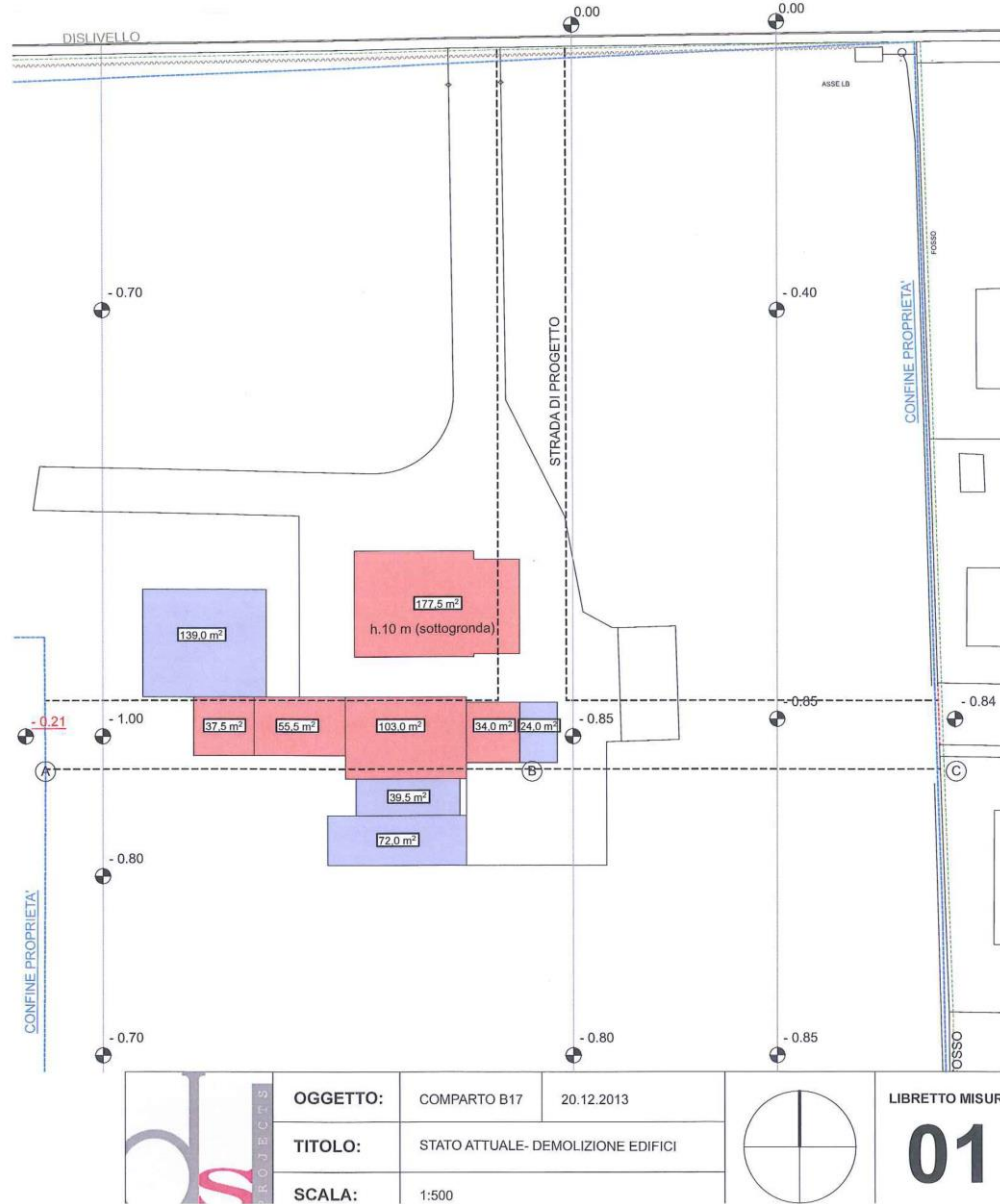 0.00
0.00
DISLIVELLO
ASSE LB
FOSSO
- 0.70
- 0.40
CONFINE PROPRIETA'
STRADA DI PROGETTO
177,5 m²
h.10 m (sottogronda)
139,0 m²
- 0.21
- 1.00
37,5 m²
55,5 m²
103,0 m²
34,0 m²
24,0 m²
- 0.85
- 0.85
- 0.84
A
B
C
39,5 m²
72,0 m²
- 0.80
CONFINE PROPRIETA'
- 0.70
- 0.80
- 0.85
OSSO
ds PROJECTS
OGGETTO: COMPARTO B17 20.12.2013
TITOLO: STATO ATTUALE- DEMOLIZIONE EDIFICI
SCALA: 1:500
LIBRETTO MISUR
01